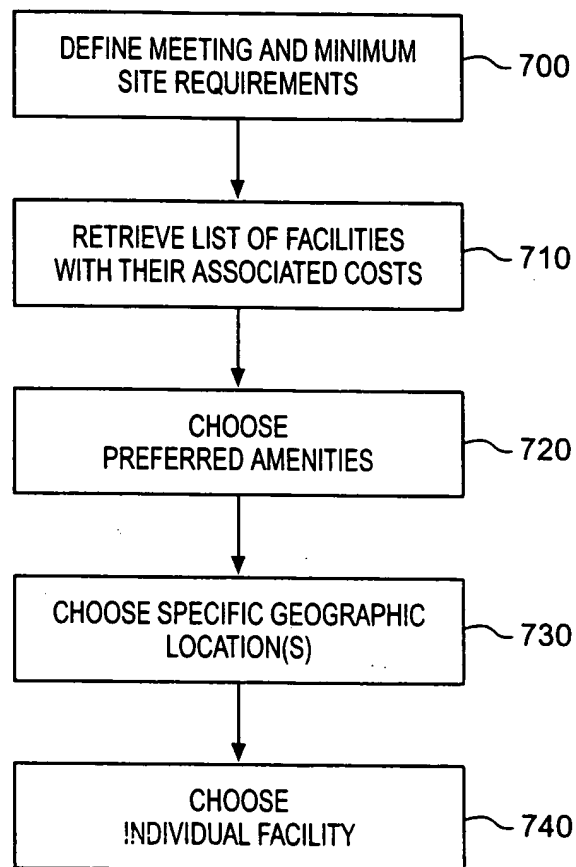 DEFINE MEETING AND MINIMUM
SITE REQUIREMENTS
700
RETRIEVE LIST OF FACILITIES
WITH THEIR ASSOCIATED COSTS
710
CHOOSE
PREFERRED AMENITIES
720
CHOOSE SPECIFIC GEOGRAPHIC
LOCATION(S)
730
CHOOSE
INDIVIDUAL FACILITY
740